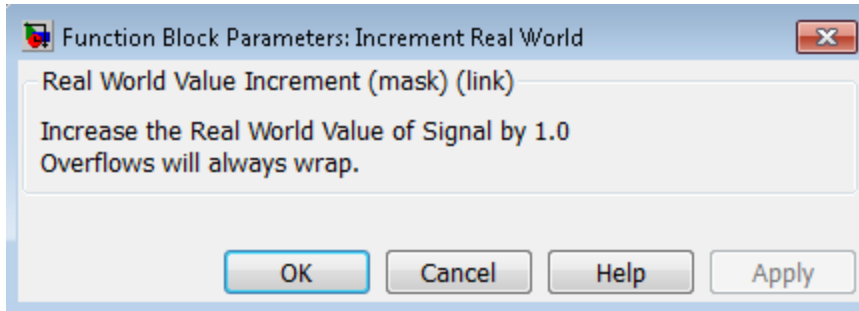 Function Block Parameters: Increment Real World
Real World Value Increment (mask) (link)
Increase the Real World Value of Signal by 1.0
Overflows will always wrap.
OK Cancel Help Apply